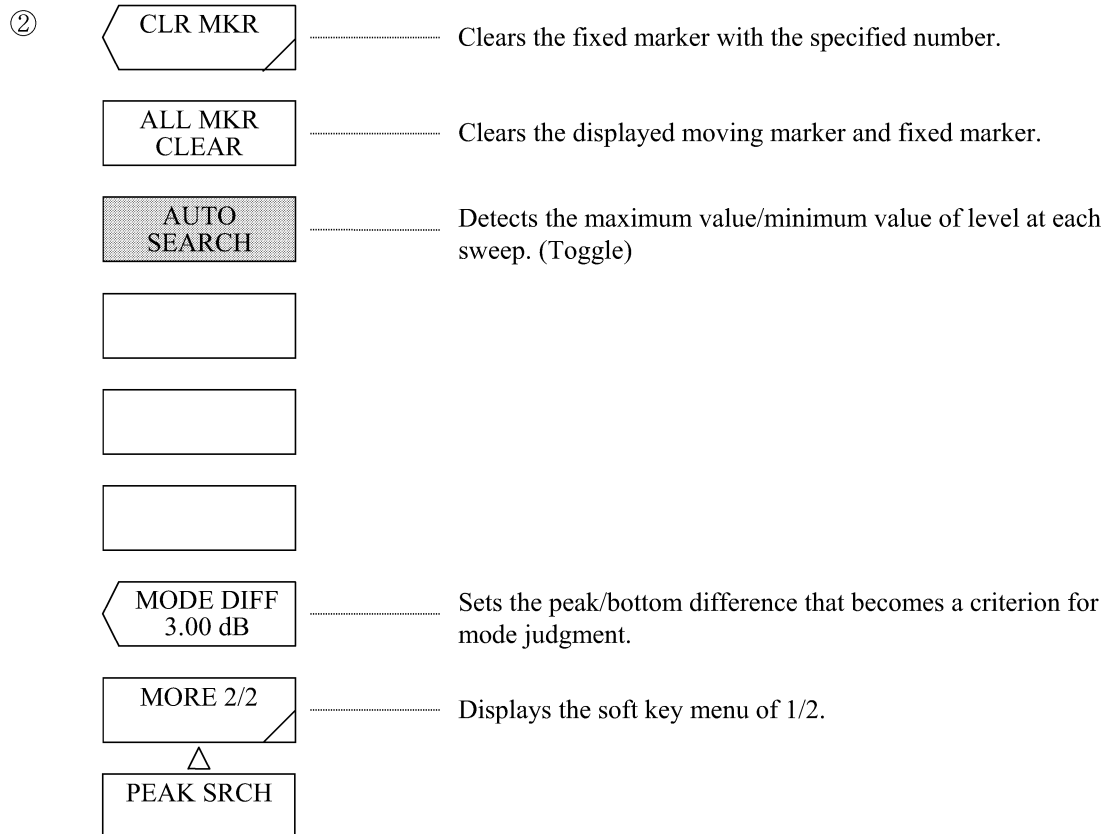 ②
CLR MKR
Clears the fixed marker with the specified number.
ALL MKR
CLEAR
Clears the displayed moving marker and fixed marker.
AUTO
SEARCH
Detects the maximum value/minimum value of level at each
sweep. (Toggle)
MODE DIFF
3.00 dB
Sets the peak/bottom difference that becomes a criterion for
mode judgment.
MORE 2/2
Displays the soft key menu of 1/2.
PEAK SRCH